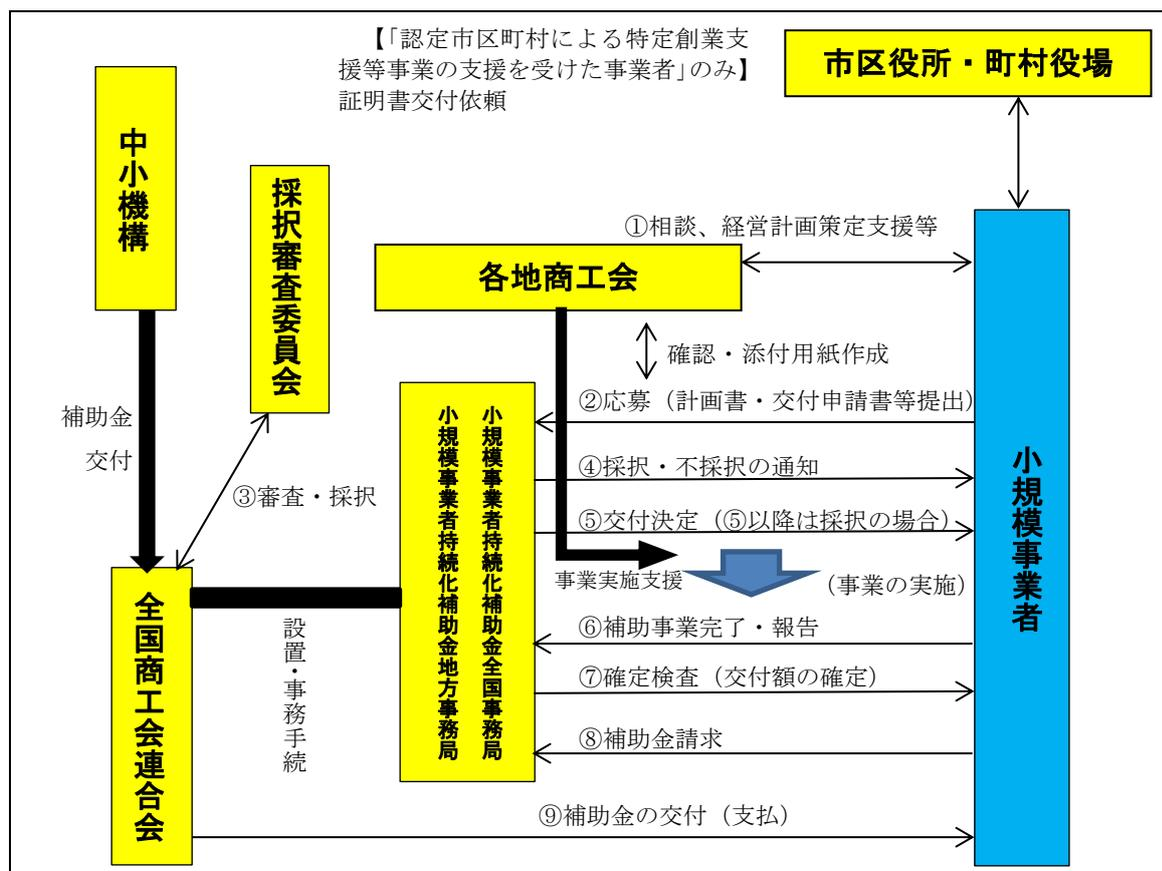 【「認定市区町村による特定創業支
援等事業の支援を受けた事業者」のみ】
証明書交付依頼
市区役所・町村役場
中小機構
採択審査委員会
①相談、経営計画策定支援等
各地商工会
確認・添付用紙作成
補助金
交付
③審査・採択
②応募（計画書・交付申請書等提出）
④採択・不採択の通知
⑤交付決定（⑤以降は採択の場合）
事業実施支援
（事業の実施）
小規模事業者持続化補助金全国事務局
小規模事業者持続化補助金地方事務局
小規模事業者
全国商工会連合会
設置・事務手続
⑥補助事業完了・報告
⑦確定検査（交付額の確定）
⑧補助金請求
⑨補助金の交付（支払）